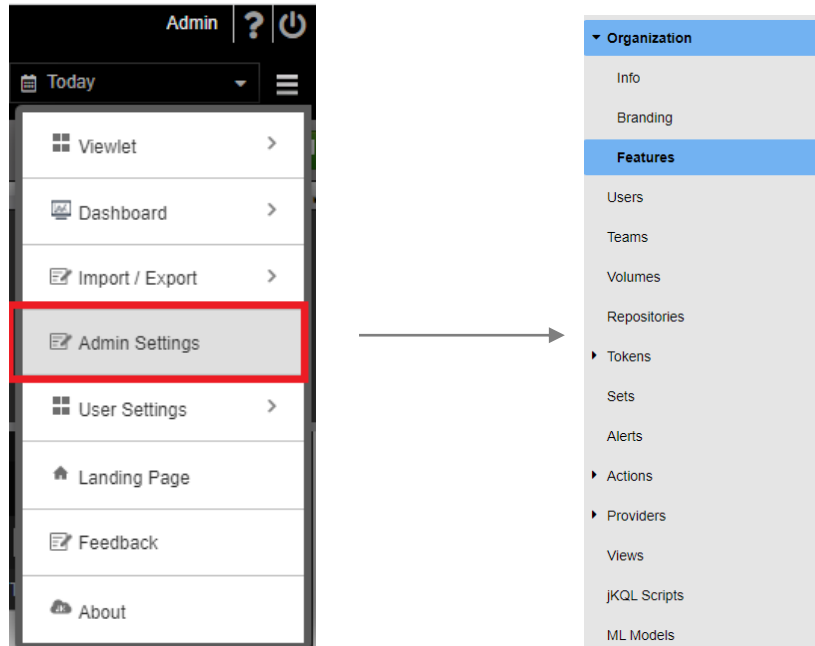 Admin
?
Today
Viewlet
Dashboard
Import / Export
Admin Settings
User Settings
Landing Page
Feedback
About
Organization
Info
Branding
Features
Users
Teams
Volumes
Repositories
Tokens
Sets
Alerts
Actions
Providers
Views
jKQL Scripts
ML Models